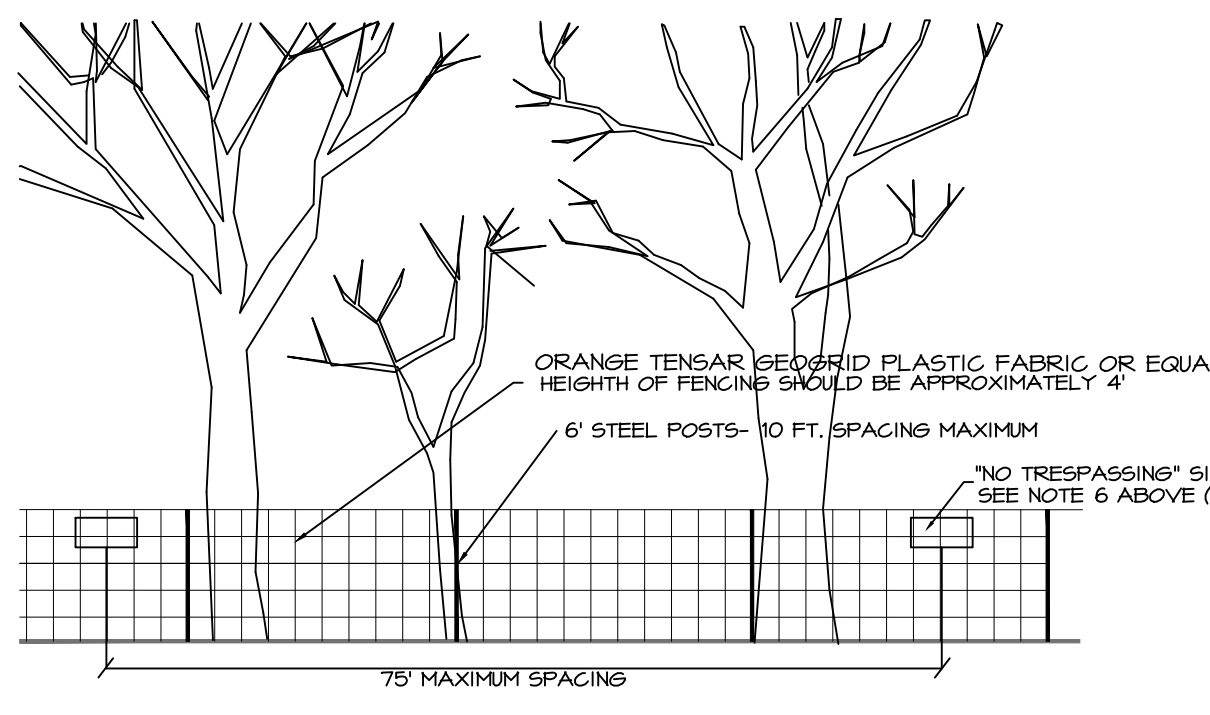 ORANGE TENSAR GEOGRID PLASTIC FABRIC OR EQUA
HEIGHTH OF FENCING SHOULD BE APPROXIMATELY 4'
6' STEEL POSTS- 10 FT. SPACING MAXIMUM
"NO TRESPASSING" SI
SEE NOTE 6 ABOVE (
75' MAXIMUM SPACING